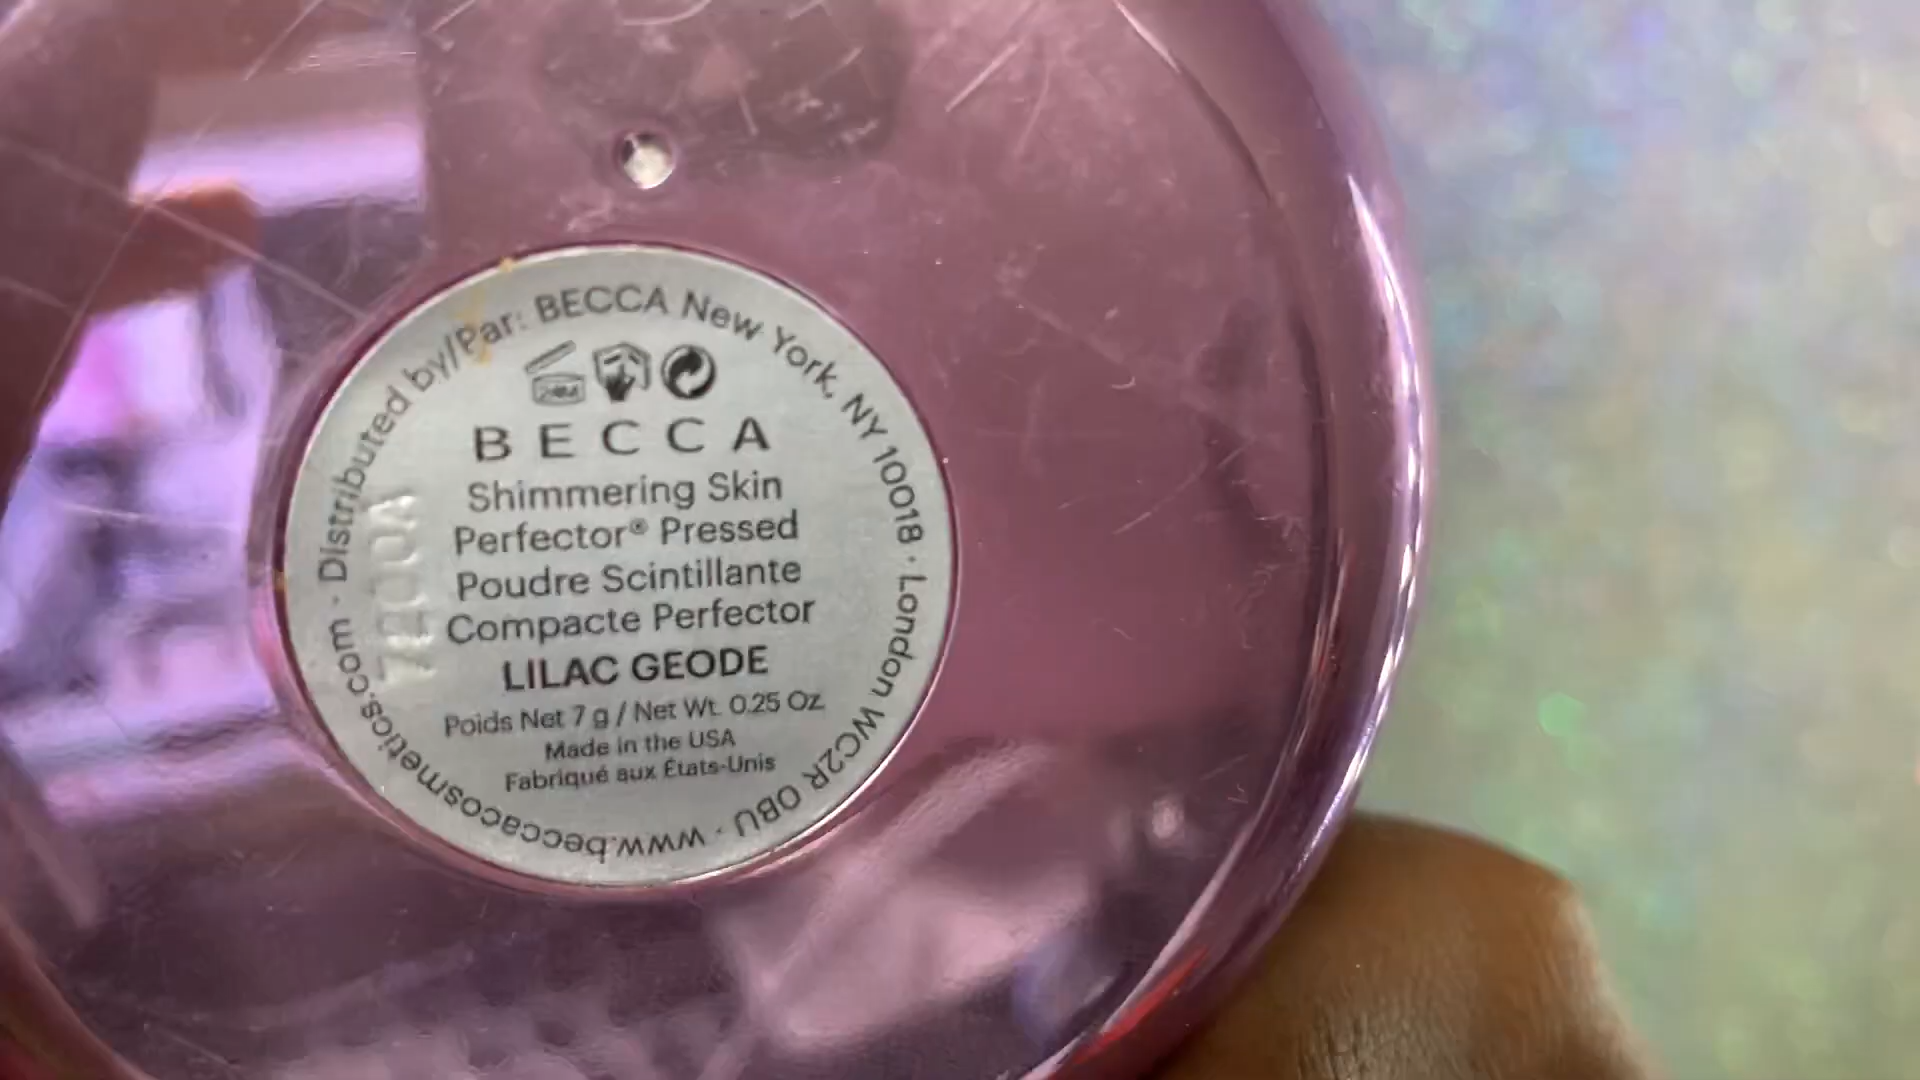 Distributed by/Par: BECCA New York, NY 10018 · London WC2R 0BU · www.beccacosmetics.com ·
24M
BECCA
Shimmering Skin
Perfector® Pressed
Poudre Scintillante
Compacte Perfector
LILAC GEODE
Poids Net 7 g / Net Wt. 0.25 Oz.
Made in the USA
Fabriqué aux États-Unis